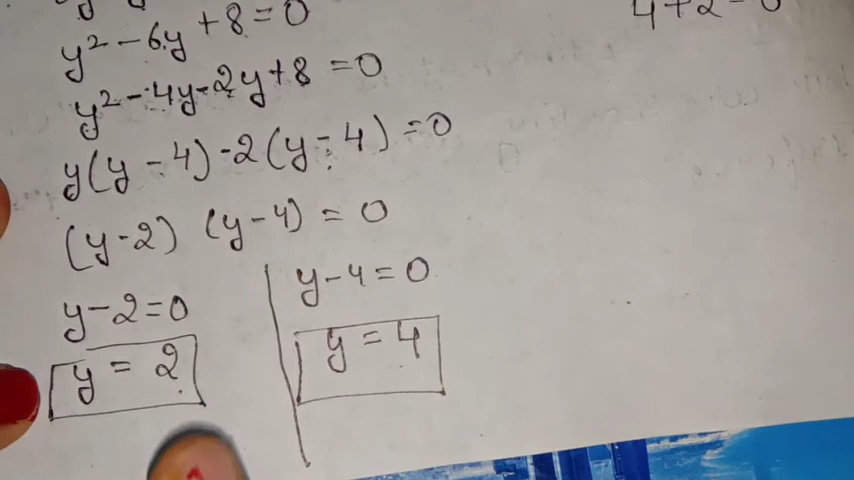 y² - 6y + 8 = 0
y² - 4y - 2y + 8 = 0
y(y - 4) - 2(y - 4) = 0
(y - 2) (y - 4) = 0
y - 2 = 0
y = 2
y - 4 = 0
y = 4